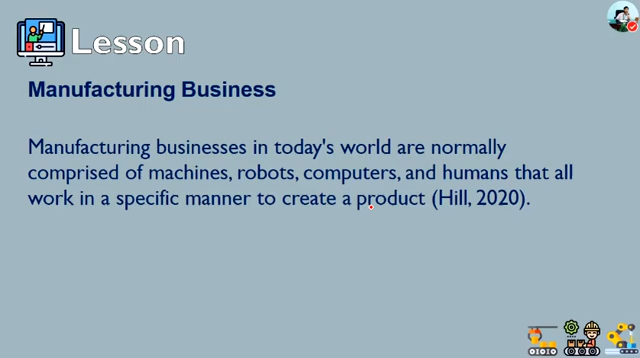 Lesson
Manufacturing Business
Manufacturing businesses in today's world are normally
comprised of machines, robots, computers, and humans that all
work in a specific manner to create a product (Hill, 2020).